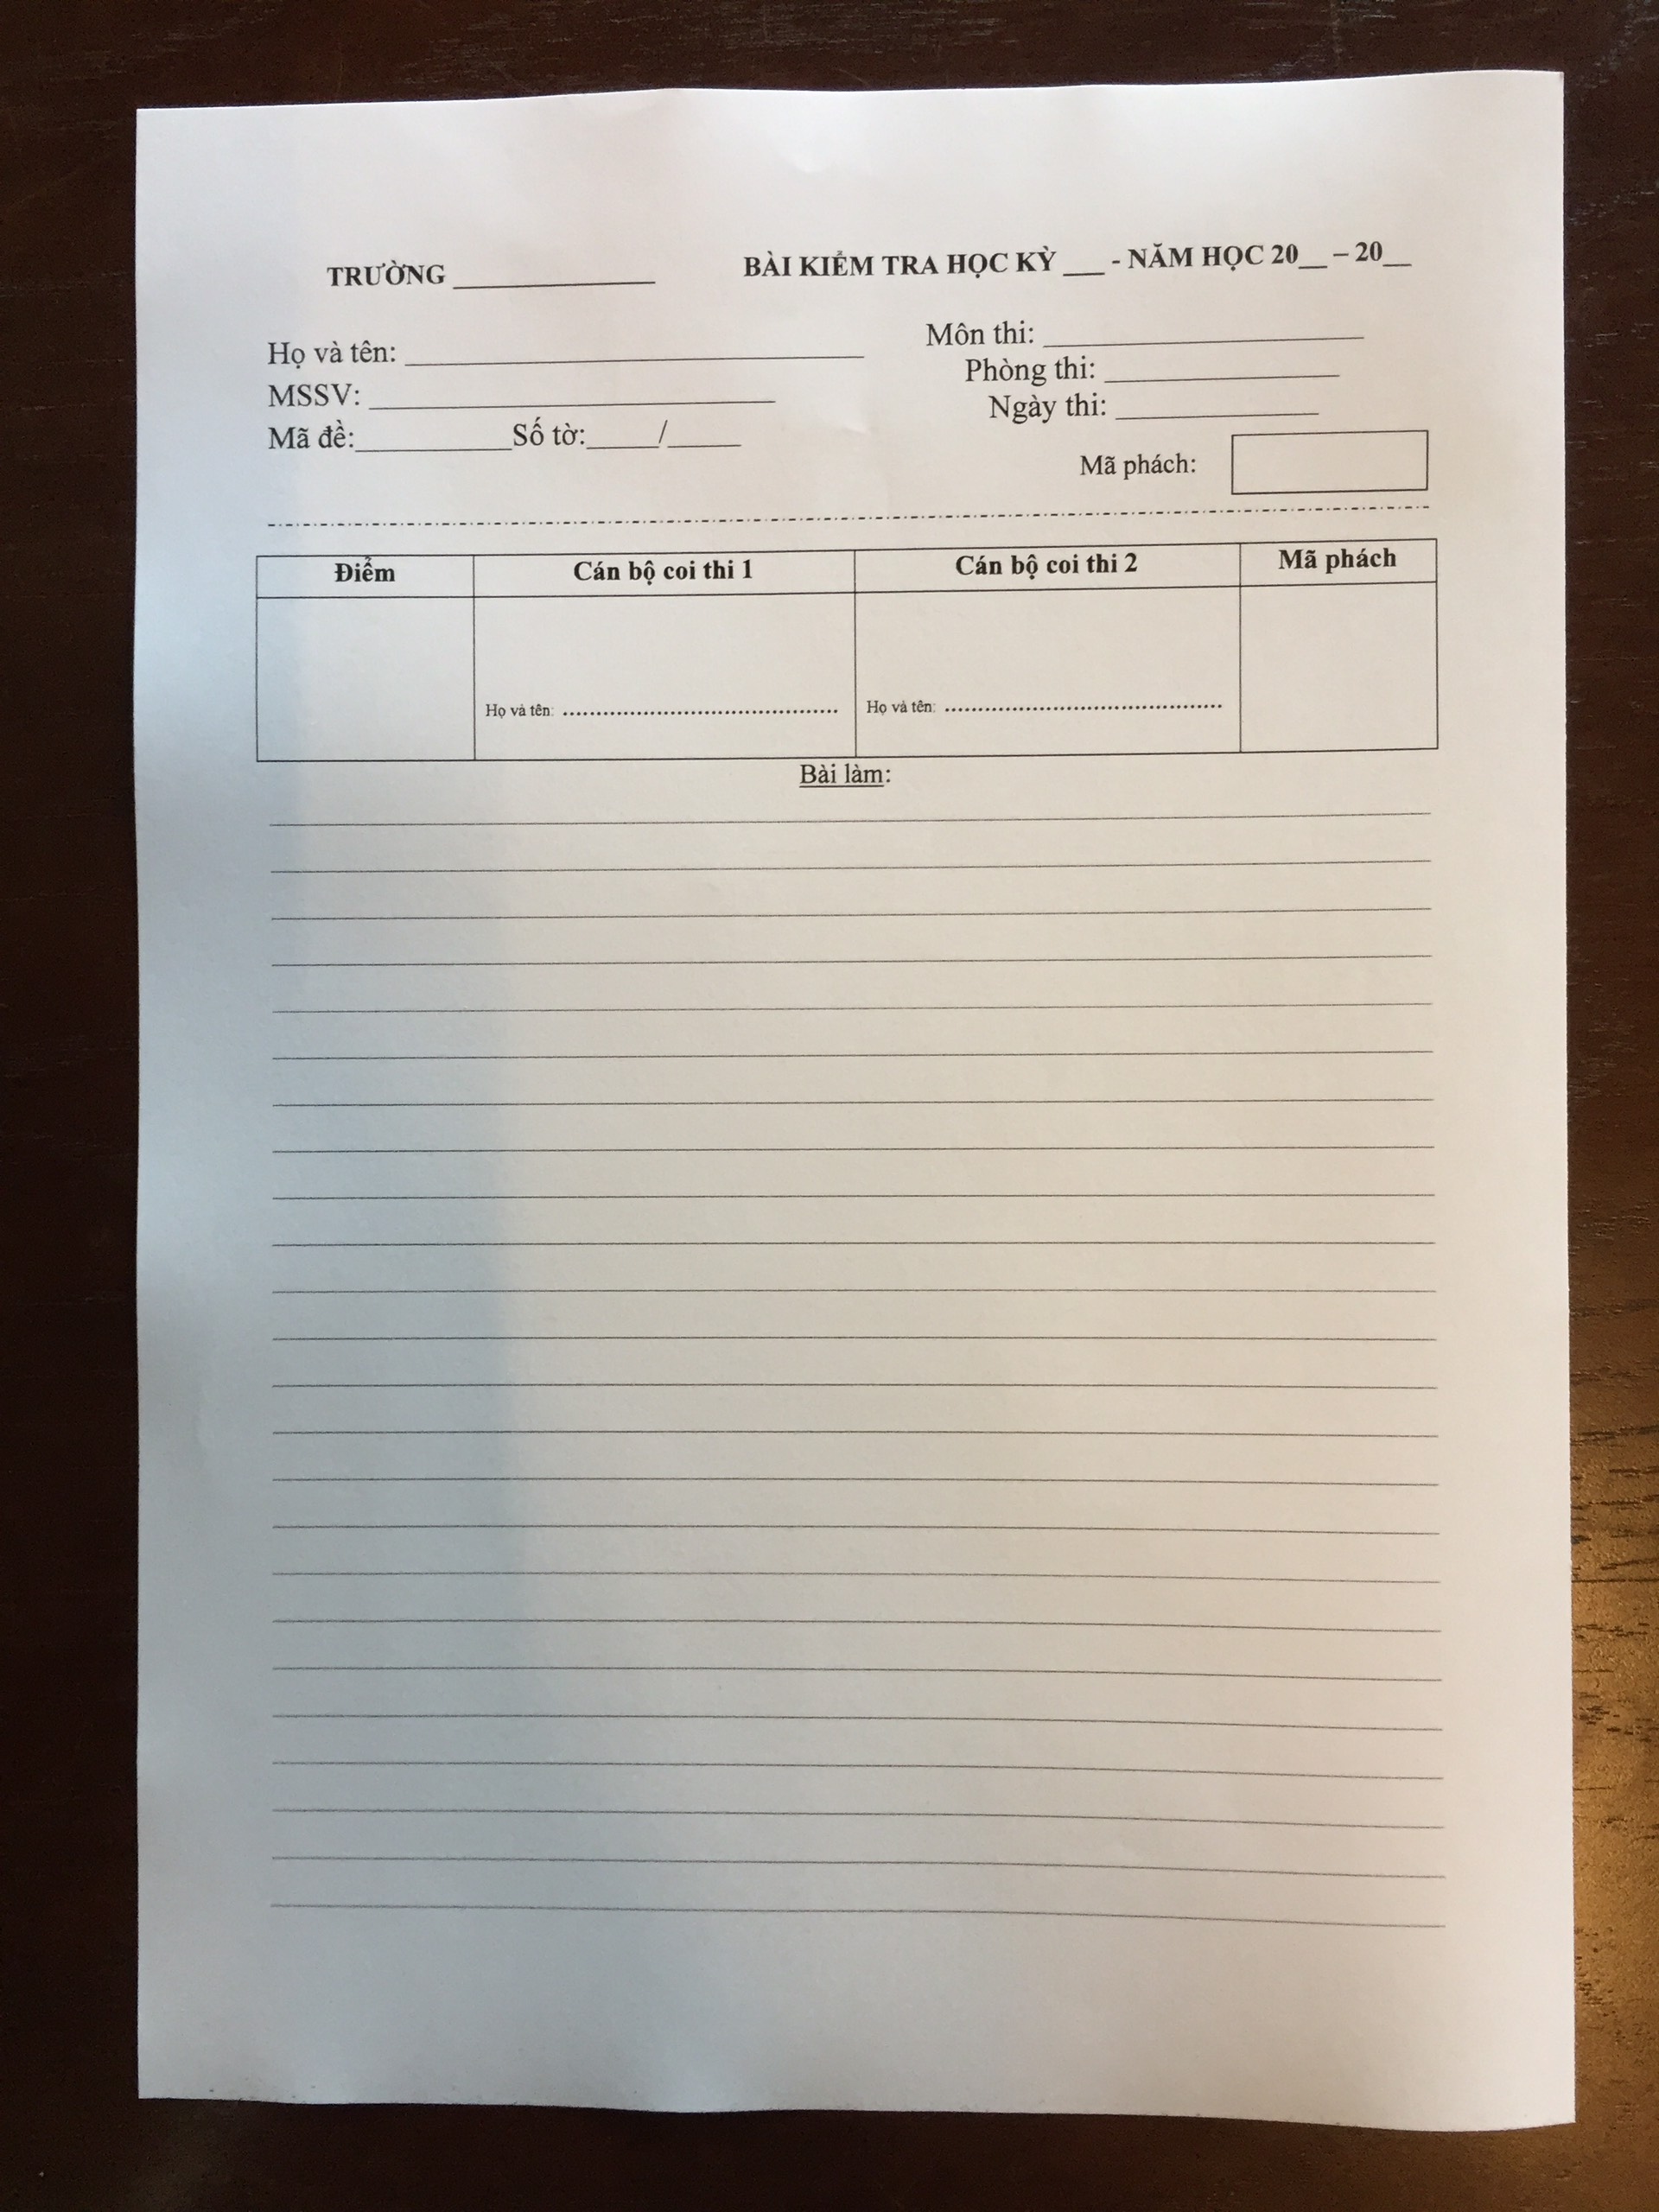 TRƯỜNG ______________ BÀI KIỂM TRA HỌC KỲ ___ - NĂM HỌC 20__ – 20__
Họ và tên: ________________________________ Môn thi: ______________________
MSSV: ____________________________ Phòng thi: ________________
Mã đề:___________Số tờ:_____/_____ Ngày thi: ______________
Mã phách:
Điểm Cán bộ coi thi 1 Cán bộ coi thi 2 Mã phách
Họ và tên: ............................................ Họ và tên: ............................................
Bài làm: